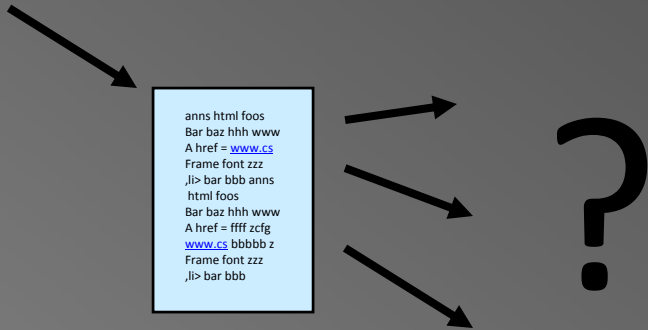 anns html foos
Bar baz hhh www
A href = www.cs
Frame font zzz
,li> bar bbb anns
html foos
Bar baz hhh www
A href = ffff zcfg
www.cs bbbbb z
Frame font zzz
,li> bar bbb
?